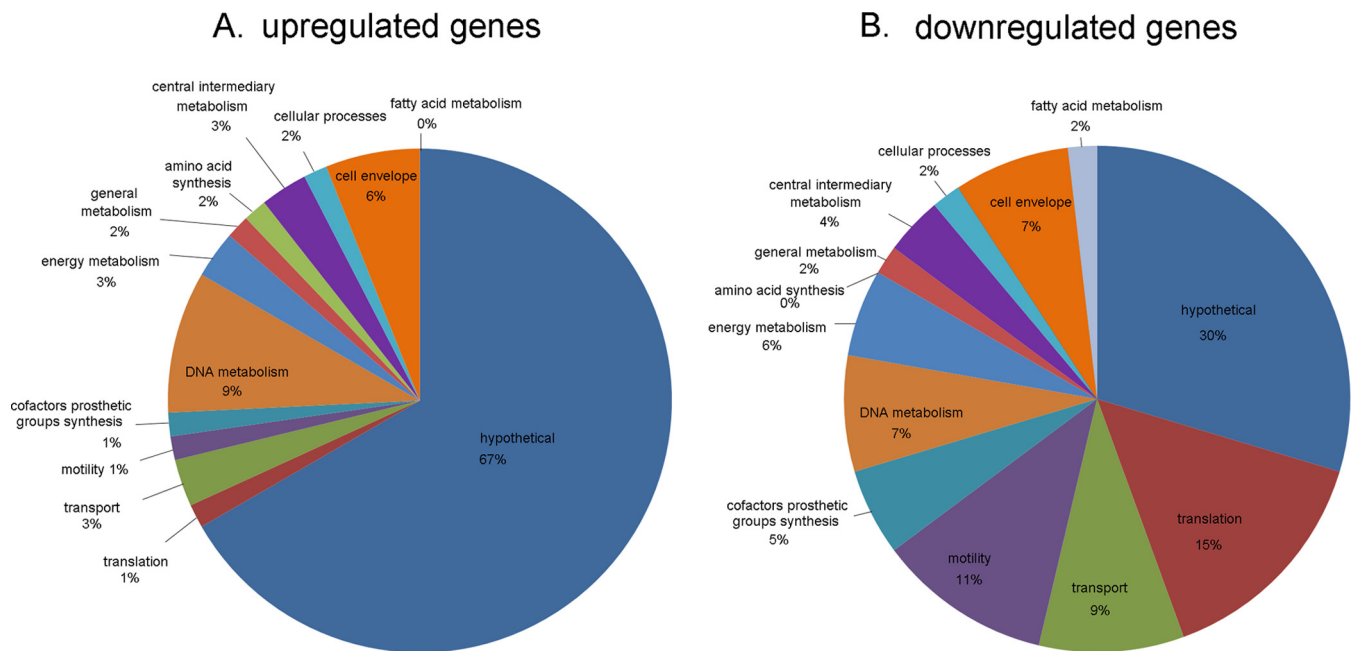 A. upregulated genes
central intermediary
metabolism
3%
cellular processes
2%
fatty acid metabolism
0%
amino acid
synthesis
2%
cell envelope
6%
general
metabolism
2%
energy metabolism
3%
DNA metabolism
9%
cofactors prosthetic
groups synthesis
1%
motility 1%
transport
3%
translation
1%
hypothetical
67%
B. downregulated genes
fatty acid metabolism
2%
cellular processes
2%
central intermediary
metabolism
4%
cell envelope
7%
general metabolism
2%
amino acid synthesis
0%
energy metabolism
6%
DNA metabolism
7%
cofactors prosthetic
groups synthesis
5%
motility
11%
transport
9%
translation
15%
hypothetical
30%